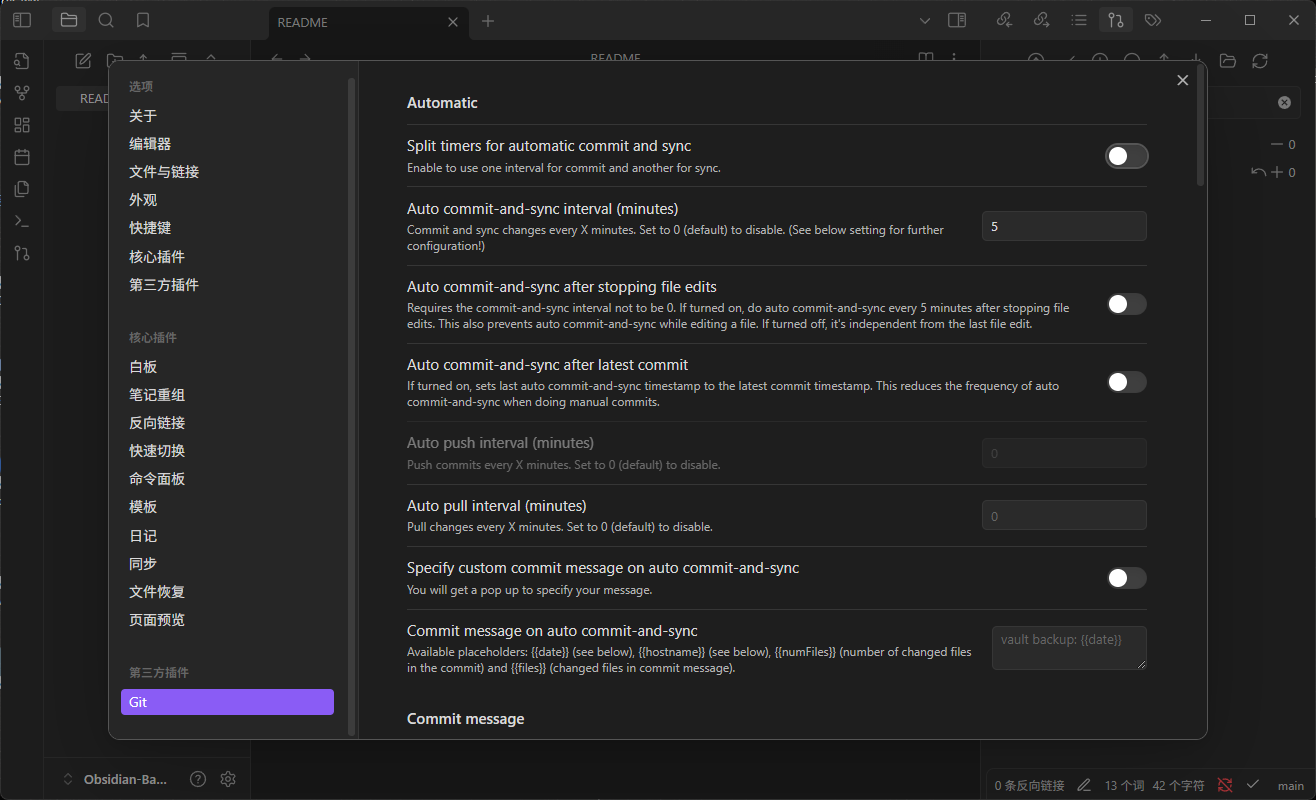 README
README
READ
选项
关于
编辑器
文件与链接
外观
快捷键
核心插件
第三方插件
核心插件
白板
笔记重组
反向链接
快速切换
命令面板
模板
日记
同步
文件恢复
页面预览
第三方插件
Git
Automatic
Split timers for automatic commit and sync
Enable to use one interval for commit and another for sync.
Auto commit-and-sync interval (minutes)
Commit and sync changes every X minutes. Set to 0 (default) to disable. (See below setting for further
configuration!)
5
Auto commit-and-sync after stopping file edits
Requires the commit-and-sync interval not to be 0. If turned on, do auto commit-and-sync every 5 minutes after stopping file
edits. This also prevents auto commit-and-sync while editing a file. If turned off, it's independent from the last file edit.
Auto commit-and-sync after latest commit
If turned on, sets last auto commit-and-sync timestamp to the latest commit timestamp. This reduces the frequency of auto
commit-and-sync when doing manual commits.
Auto push interval (minutes)
Push commits every X minutes. Set to 0 (default) to disable.
0
Auto pull interval (minutes)
Pull changes every X minutes. Set to 0 (default) to disable.
0
Specify custom commit message on auto commit-and-sync
You will get a pop up to specify your message.
Commit message on auto commit-and-sync
Available placeholders: {{date}} (see below), {{hostname}} (see below), {{numFiles}} (number of changed files
in the commit) and {{files}} (changed files in commit message).
vault backup: {{date}}
Commit message
0
0
Obsidian-Ba...
0 条反向链接 13 个词 42 个字符 main